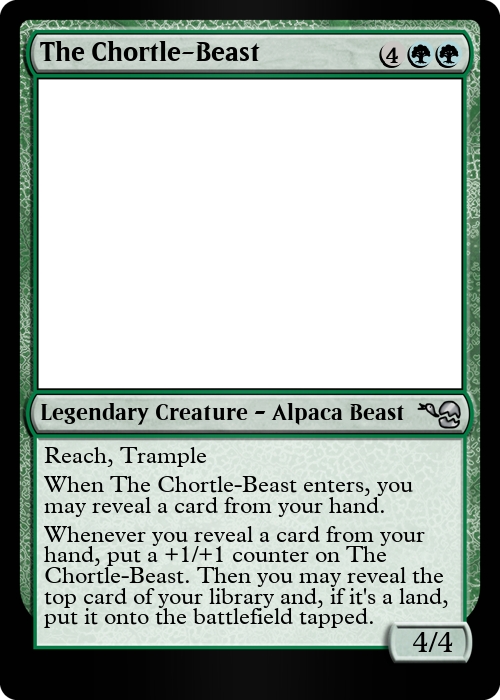 The Chortle-Beast 4
Legendary Creature - Alpaca Beast
Reach, Trample
When The Chortle-Beast enters, you
may reveal a card from your hand.
Whenever you reveal a card from your
hand, put a +1/+1 counter on The
Chortle-Beast. Then you may reveal the
top card of your library and, if it's a land,
put it onto the battlefield tapped.
4/4